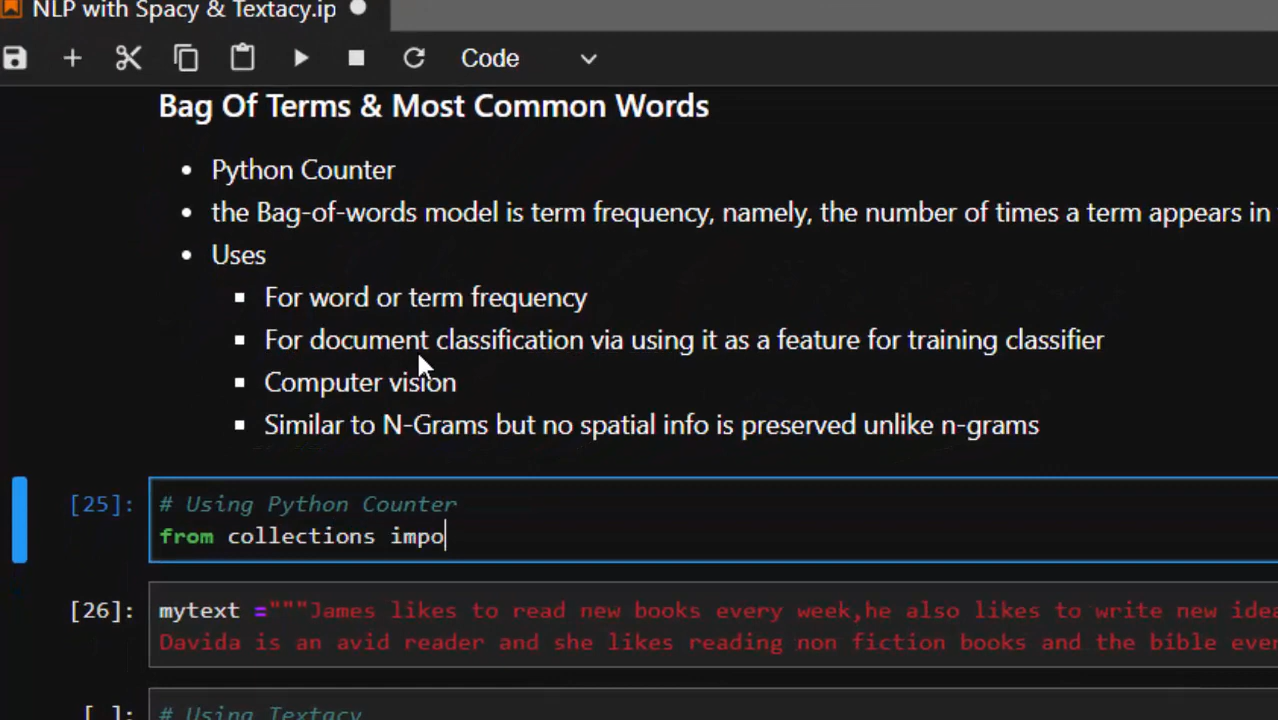 NLP with Spacy & Textacy.ip
Code
Bag Of Terms & Most Common Words
• Python Counter
• the Bag-of-words model is term frequency, namely, the number of times a term appears in
• Uses
▪ For word or term frequency
▪ For document classification via using it as a feature for training classifier
▪ Computer vision
▪ Similar to N-Grams but no spatial info is preserved unlike n-grams
[25]: # Using Python Counter
from collections impo
[26]: mytext ="""James likes to read new books every week,he also likes to write new idea
Davida is an avid reader and she likes reading non fiction books and the bible ever
[ ]: # Using Textacy